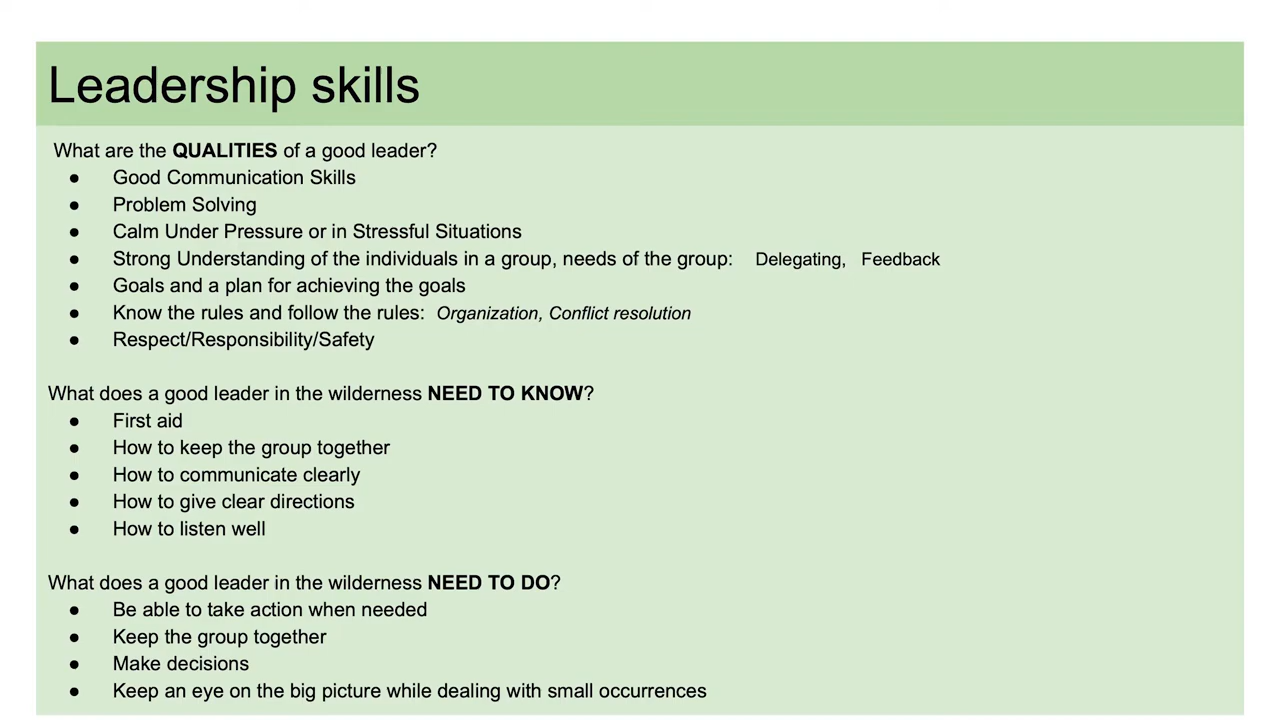 Leadership skills
What are the QUALITIES of a good leader?
● Good Communication Skills
● Problem Solving
● Calm Under Pressure or in Stressful Situations
● Strong Understanding of the individuals in a group, needs of the group: Delegating, Feedback
● Goals and a plan for achieving the goals
● Know the rules and follow the rules: Organization, Conflict resolution
● Respect/Responsibility/Safety
What does a good leader in the wilderness NEED TO KNOW?
● First aid
● How to keep the group together
● How to communicate clearly
● How to give clear directions
● How to listen well
What does a good leader in the wilderness NEED TO DO?
● Be able to take action when needed
● Keep the group together
● Make decisions
● Keep an eye on the big picture while dealing with small occurrences